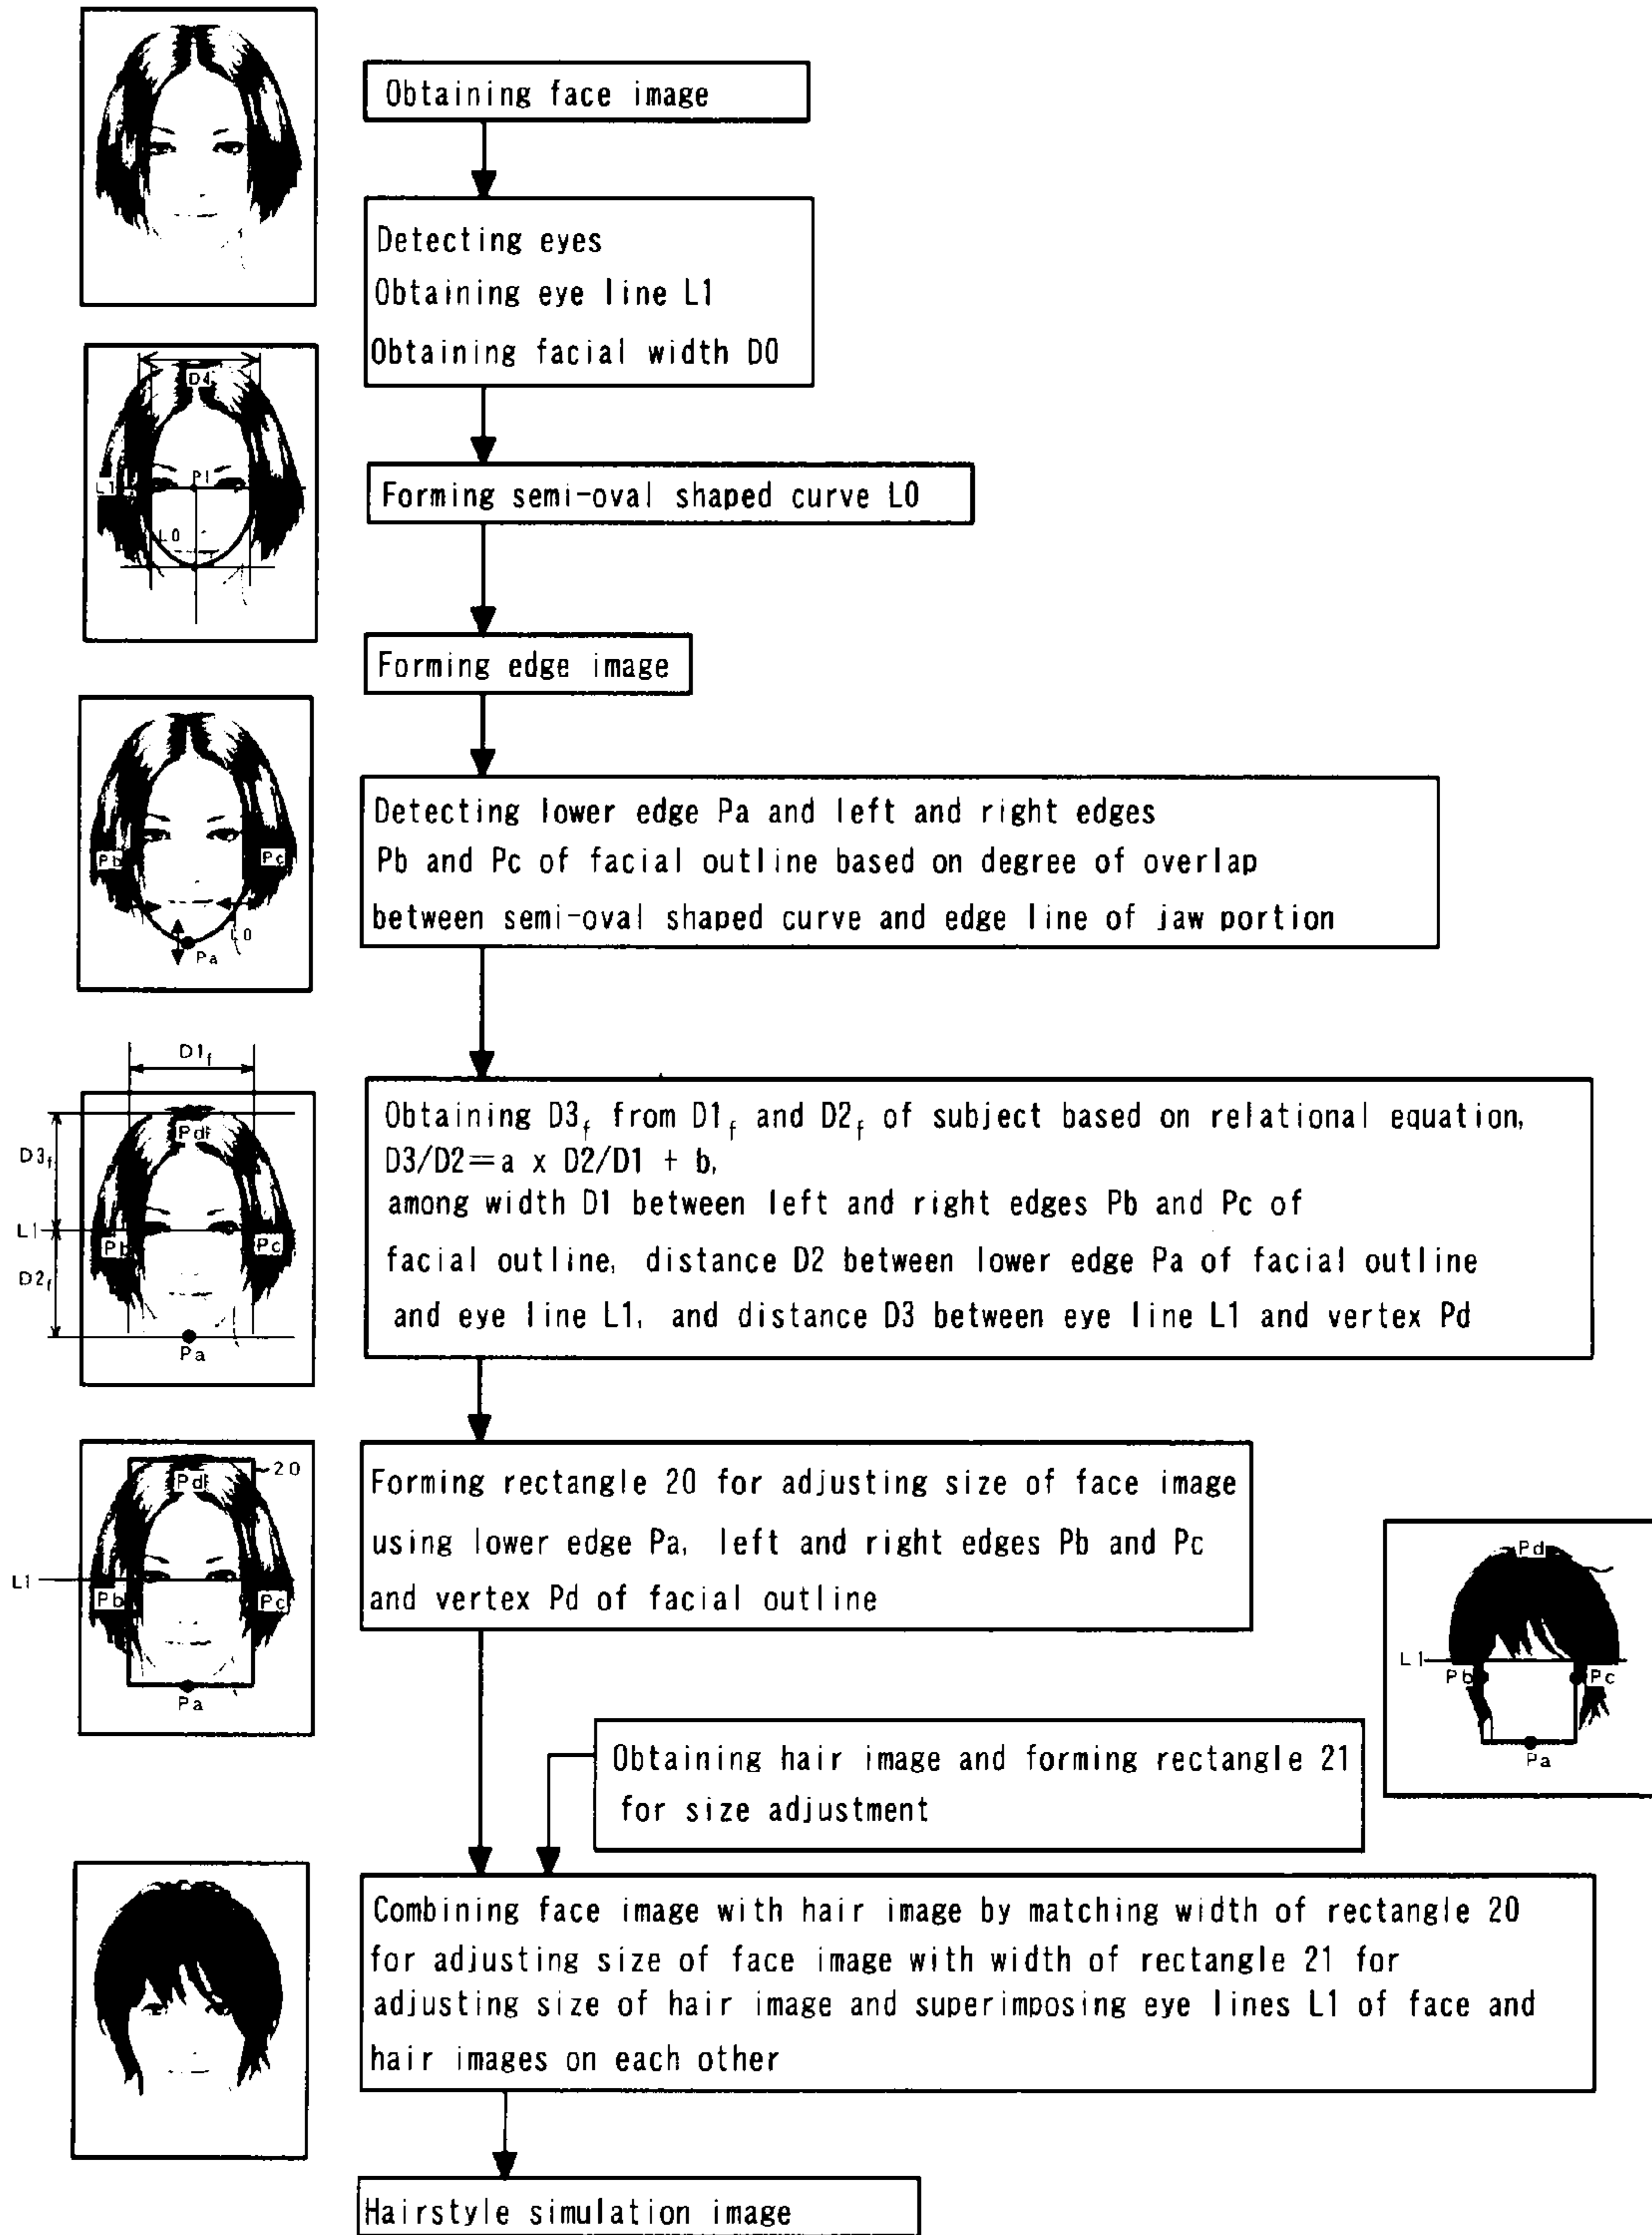 Obtaining face image
Detecting eyes
Obtaining eye line L1
Obtaining facial width D0
D4
P1
L1
L0
Forming semi-oval shaped curve L0
Forming edge image
Pb
Pc
L0
Pa
Detecting lower edge Pa and left and right edges
Pb and Pc of facial outline based on degree of overlap
between semi-oval shaped curve and edge line of jaw portion
D1f
D3f
Pd
L1
Pb
Pc
D2f
Pa
Obtaining D3f from D1f and D2f of subject based on relational equation,
D3/D2=a x D2/D1 + b,
among width D1 between left and right edges Pb and Pc of
facial outline, distance D2 between lower edge Pa of facial outline
and eye line L1, and distance D3 between eye line L1 and vertex Pd
20
Pd
L1
Pb
Pc
Pa
Forming rectangle 20 for adjusting size of face image
using lower edge Pa, left and right edges Pb and Pc
and vertex Pd of facial outline
Pd
L1
Pb
Pc
Pa
Obtaining hair image and forming rectangle 21
for size adjustment
Combining face image with hair image by matching width of rectangle 20
for adjusting size of face image with width of rectangle 21 for
adjusting size of hair image and superimposing eye lines L1 of face and
hair images on each other
Hairstyle simulation image